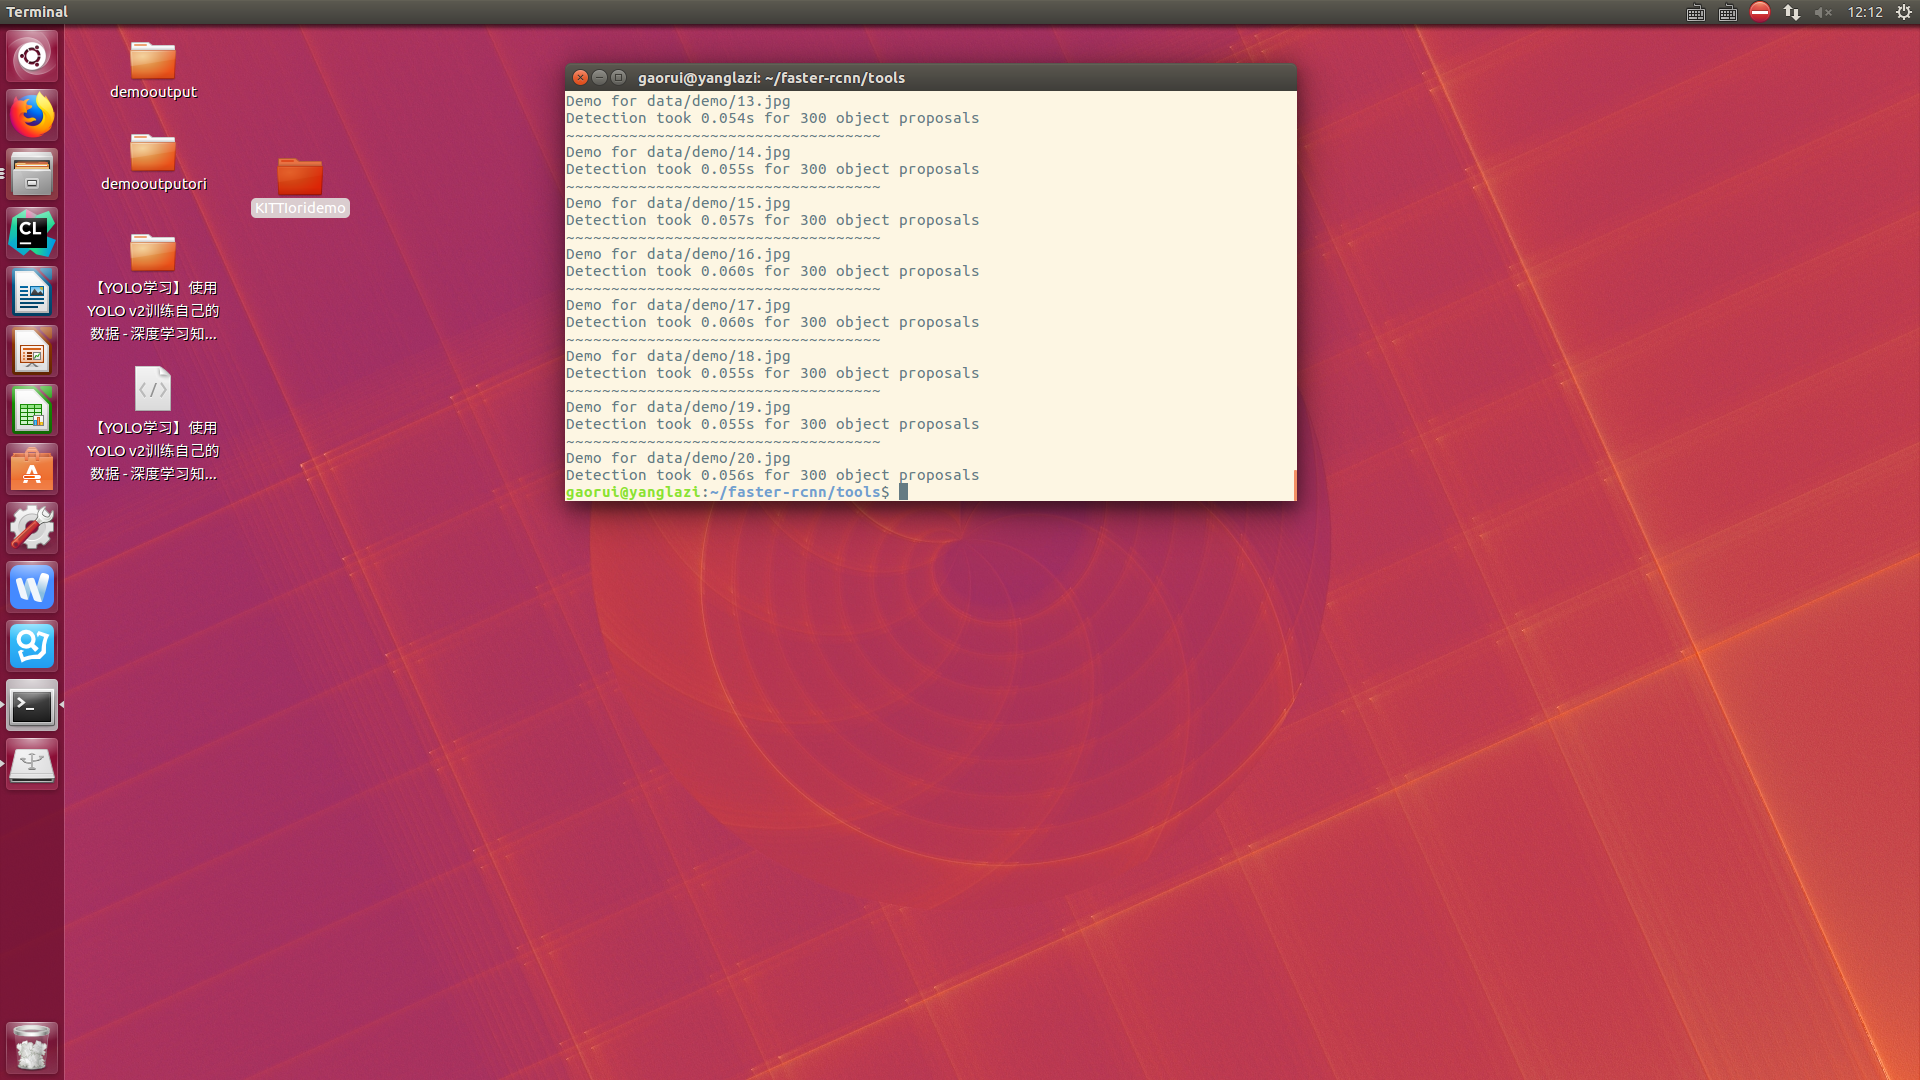 Terminal
12:12
demooutput
demooutputori
KITTIoridemo
【YOLO学习】使用
YOLO v2训练自己的
数据 - 深度学习知...
【YOLO学习】使用
YOLO v2训练自己的
数据 - 深度学习知...
CL
gaorui@yanglazi: ~/faster-rcnn/tools
Demo for data/demo/13.jpg
Detection took 0.054s for 300 object proposals
~~~~~~~~~~~~~~~~~~~~~~~~~~~~~~~~~~~
Demo for data/demo/14.jpg
Detection took 0.055s for 300 object proposals
~~~~~~~~~~~~~~~~~~~~~~~~~~~~~~~~~~~
Demo for data/demo/15.jpg
Detection took 0.057s for 300 object proposals
~~~~~~~~~~~~~~~~~~~~~~~~~~~~~~~~~~~
Demo for data/demo/16.jpg
Detection took 0.060s for 300 object proposals
~~~~~~~~~~~~~~~~~~~~~~~~~~~~~~~~~~~
Demo for data/demo/17.jpg
Detection took 0.060s for 300 object proposals
~~~~~~~~~~~~~~~~~~~~~~~~~~~~~~~~~~~
Demo for data/demo/18.jpg
Detection took 0.055s for 300 object proposals
~~~~~~~~~~~~~~~~~~~~~~~~~~~~~~~~~~~
Demo for data/demo/19.jpg
Detection took 0.055s for 300 object proposals
~~~~~~~~~~~~~~~~~~~~~~~~~~~~~~~~~~~
Demo for data/demo/20.jpg
Detection took 0.056s for 300 object proposals
gaorui@yanglazi:~/faster-rcnn/tools$